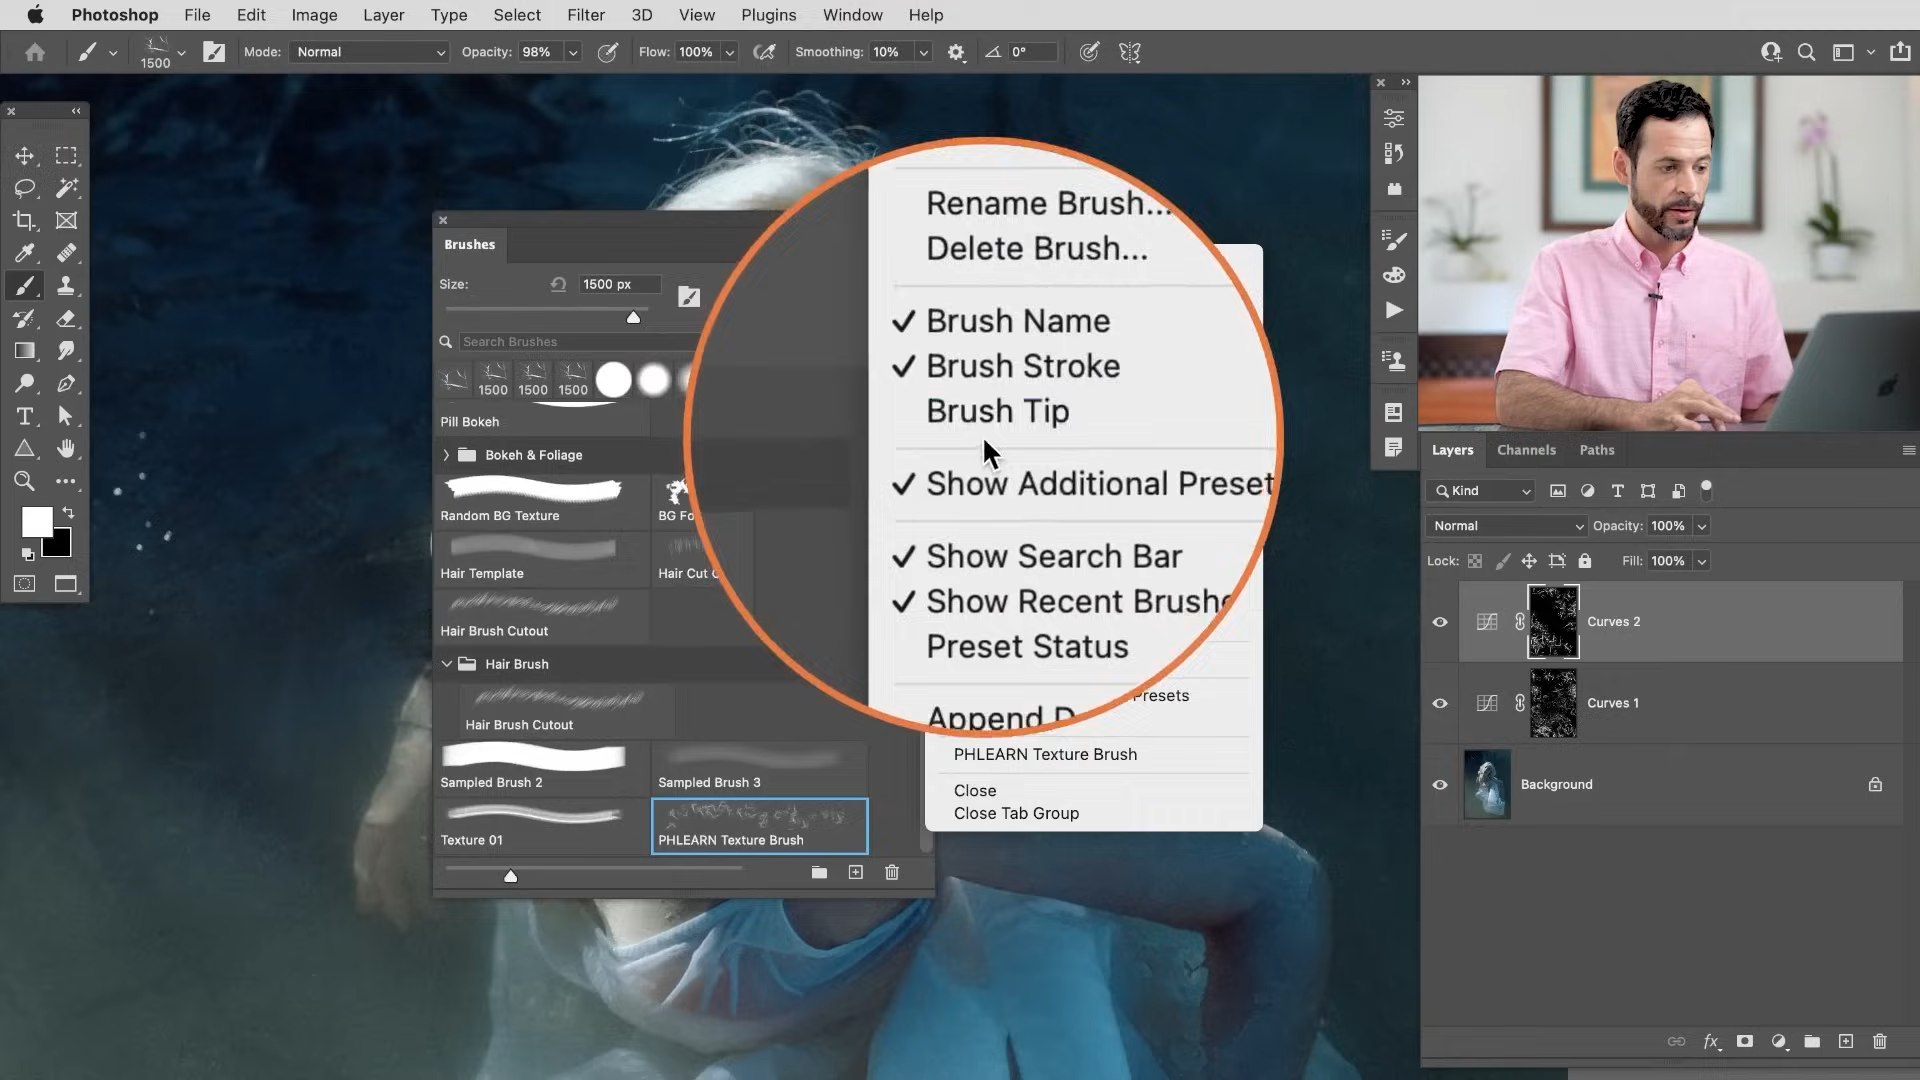 Photoshop File Edit Image Layer Type Select Filter 3D View Plugins Window Help
1500 Mode: Normal Opacity: 98% Flow: 100% Smoothing: 10% 0°
Brushes
Size: 1500 px
Search Brushes
1500 1500 1500
Pill Bokeh
Bokeh & Foliage
Random BG Texture BG Fo
Hair Template Hair Cut
Hair Brush Cutout
Hair Brush
Hair Brush Cutout
Sampled Brush 2 Sampled Brush 3
Texture 01 PHLEARN Texture Brush
Rename Brush...
Delete Brush...
Brush Name
Brush Stroke
Brush Tip
Show Additional Preset
Show Search Bar
Show Recent Brushe
Preset Status
Presets
Append D
PHLEARN Texture Brush
Close
Close Tab Group
Layers Channels Paths
Kind
Normal Opacity: 100%
Lock: Fill: 100%
Curves 2
Curves 1
Background
fx